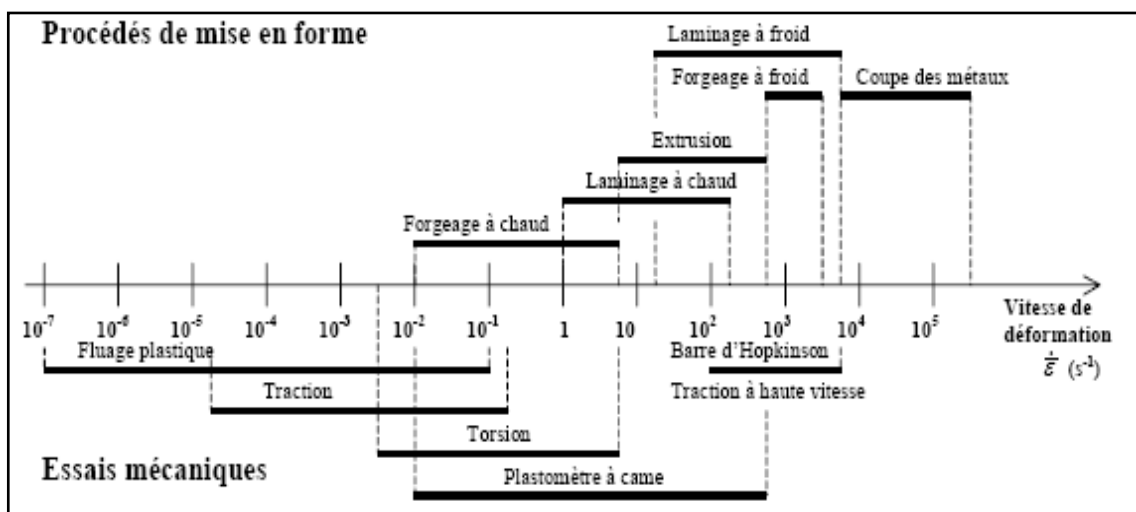 Procédés de mise en forme
Laminage à froid
Forgeage à froid
Coupe des métaux
Extrusion
Laminage à chaud
Forgeage à chaud
10⁻⁷ 10⁻⁶ 10⁻⁵ 10⁻⁴ 10⁻³ 10⁻² 10⁻¹ 1 10 10² 10³ 10⁴ 10⁵
Vitesse de
déformation
ε̇ (s⁻¹)
Fluage plastique
Barre d'Hopkinson
Traction
Traction à haute vitesse
Torsion
Essais mécaniques
Plastomètre à came